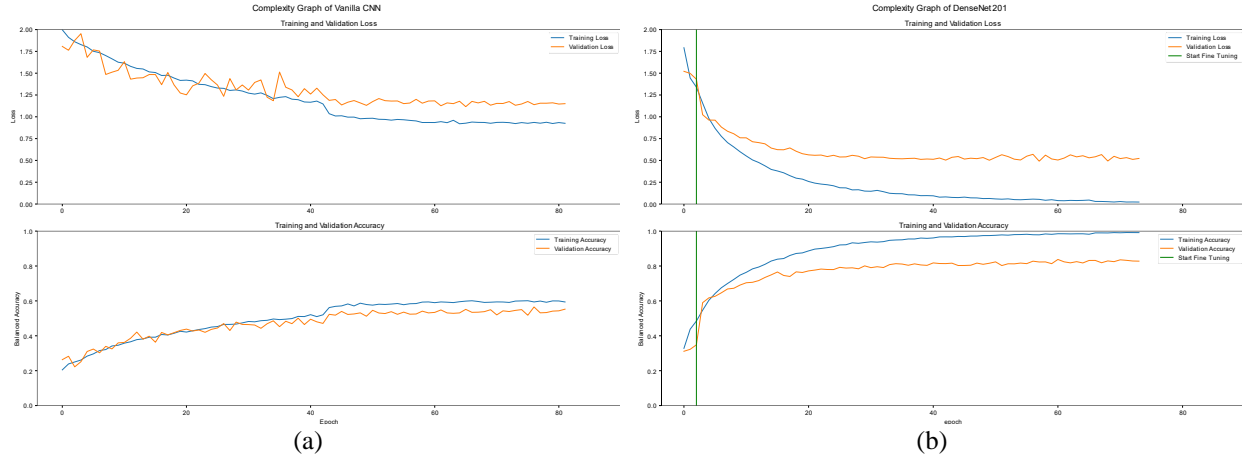 Complexity Graph of Vanilla CNN
Training and Validation Loss
2.00
1.75
1.50
1.25
1.00
0.75
0.50
0.25
0.00
Loss
Training Loss
Validation Loss
0 20 40 60 80
Training and Validation Accuracy
1.0
0.8
0.6
0.4
0.2
0.0
Balanced Accuracy
Training Accuracy
Validation Accuracy
0 20 40 60 80
Epoch
(a)
Complexity Graph of DenseNet201
Training and Validation Loss
2.00
1.75
1.50
1.25
1.00
0.75
0.50
0.25
0.00
Loss
Training Loss
Validation Loss
Start Fine Tuning
0 20 40 60 80
Training and Validation Accuracy
1.0
0.8
0.6
0.4
0.2
0.0
Balanced Accuracy
Training Accuracy
Validation Accuracy
Start Fine Tuning
0 20 40 60 80
epoch
(b)